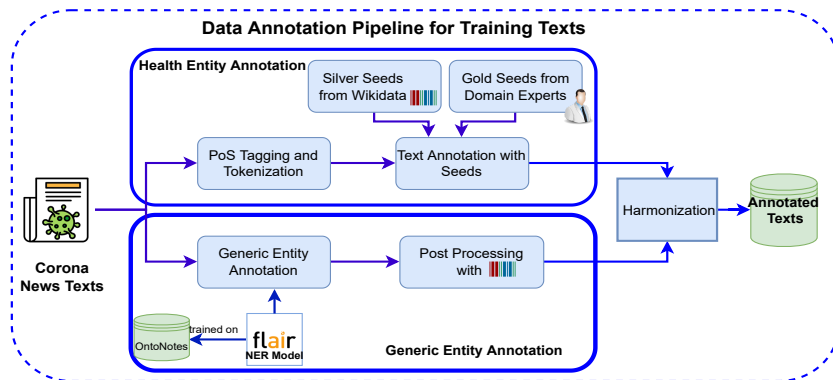 Data Annotation Pipeline for Training Texts
Health Entity Annotation
Silver Seeds
from Wikidata
Gold Seeds from
Domain Experts
PoS Tagging and
Tokenization
Text Annotation with
Seeds
Corona
News Texts
Harmonization
Annotated
Texts
Generic Entity
Annotation
Post Processing
with
OntoNotes
trained on
flair
NER Model
Generic Entity Annotation